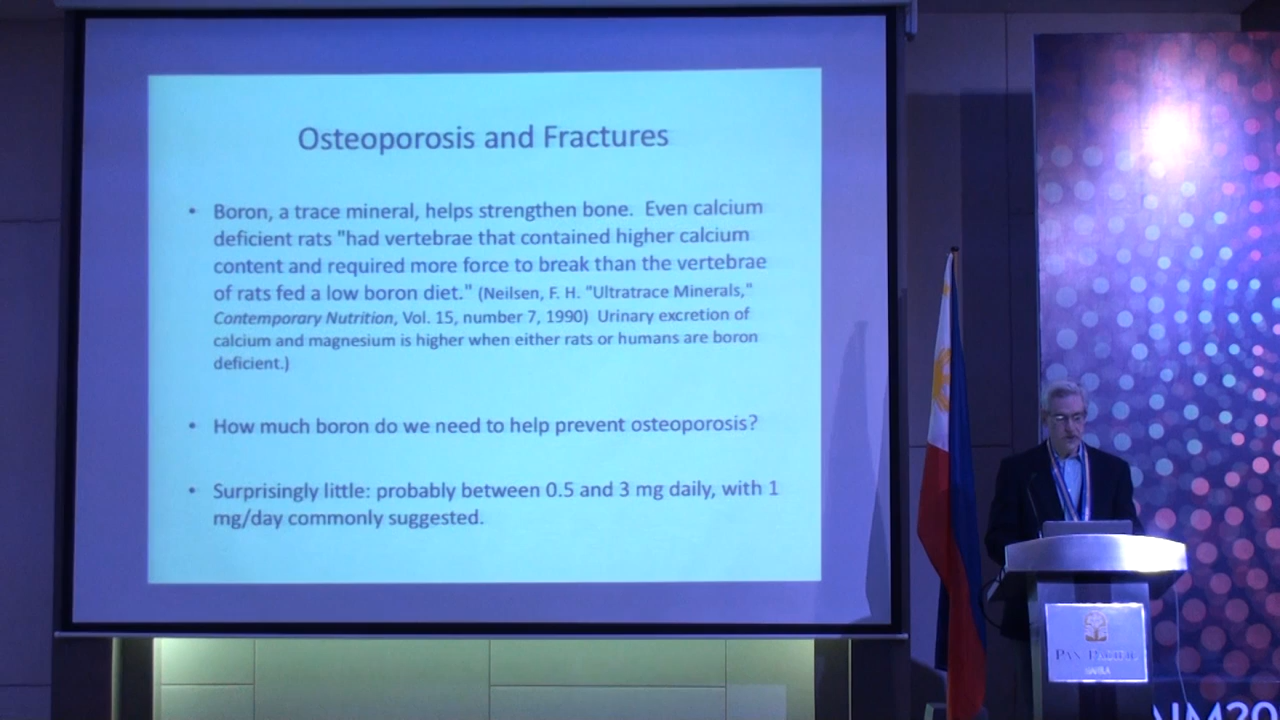 Osteoporosis and Fractures
• Boron, a trace mineral, helps strengthen bone. Even calcium
deficient rats "had vertebrae that contained higher calcium
content and required more force to break than the vertebrae
of rats fed a low boron diet." (Neilsen, F. H. "Ultratrace Minerals,"
Contemporary Nutrition, Vol. 15, number 7, 1990) Urinary excretion of
calcium and magnesium is higher when either rats or humans are boron
deficient.)
• How much boron do we need to help prevent osteoporosis?
• Surprisingly little: probably between 0.5 and 3 mg daily, with 1
mg/day commonly suggested.
PAN PACIFIC
MANILA